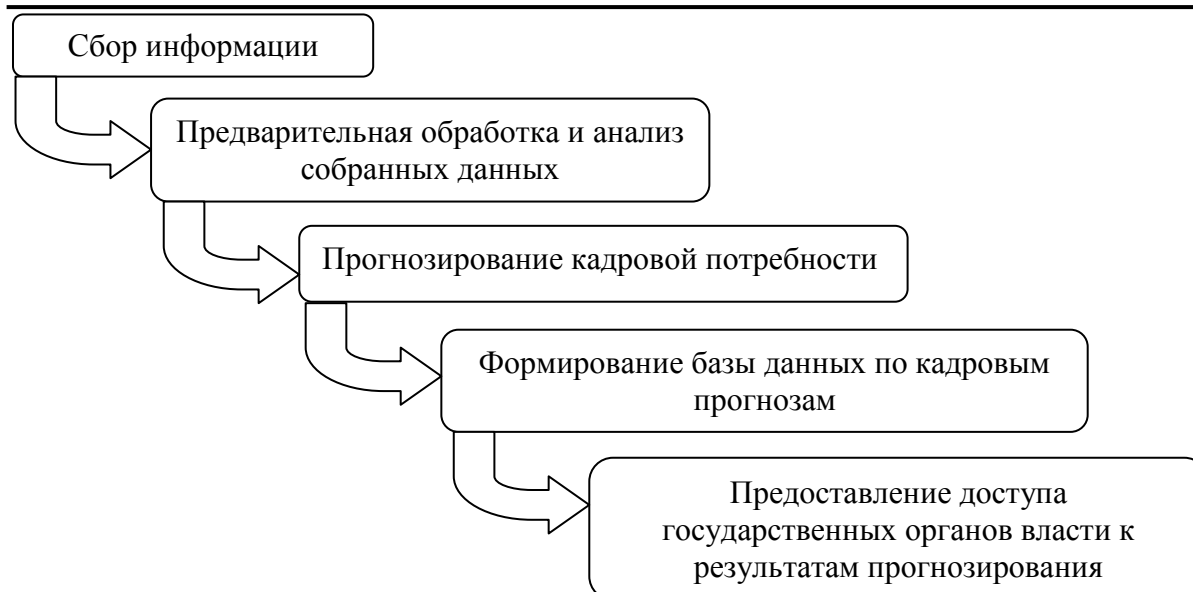 Сбор информации
Предварительная обработка и анализ
собранных данных
Прогнозирование кадровой потребности
Формирование базы данных по кадровым
прогнозам
Предоставление доступа
государственных органов власти к
результатам прогнозирования